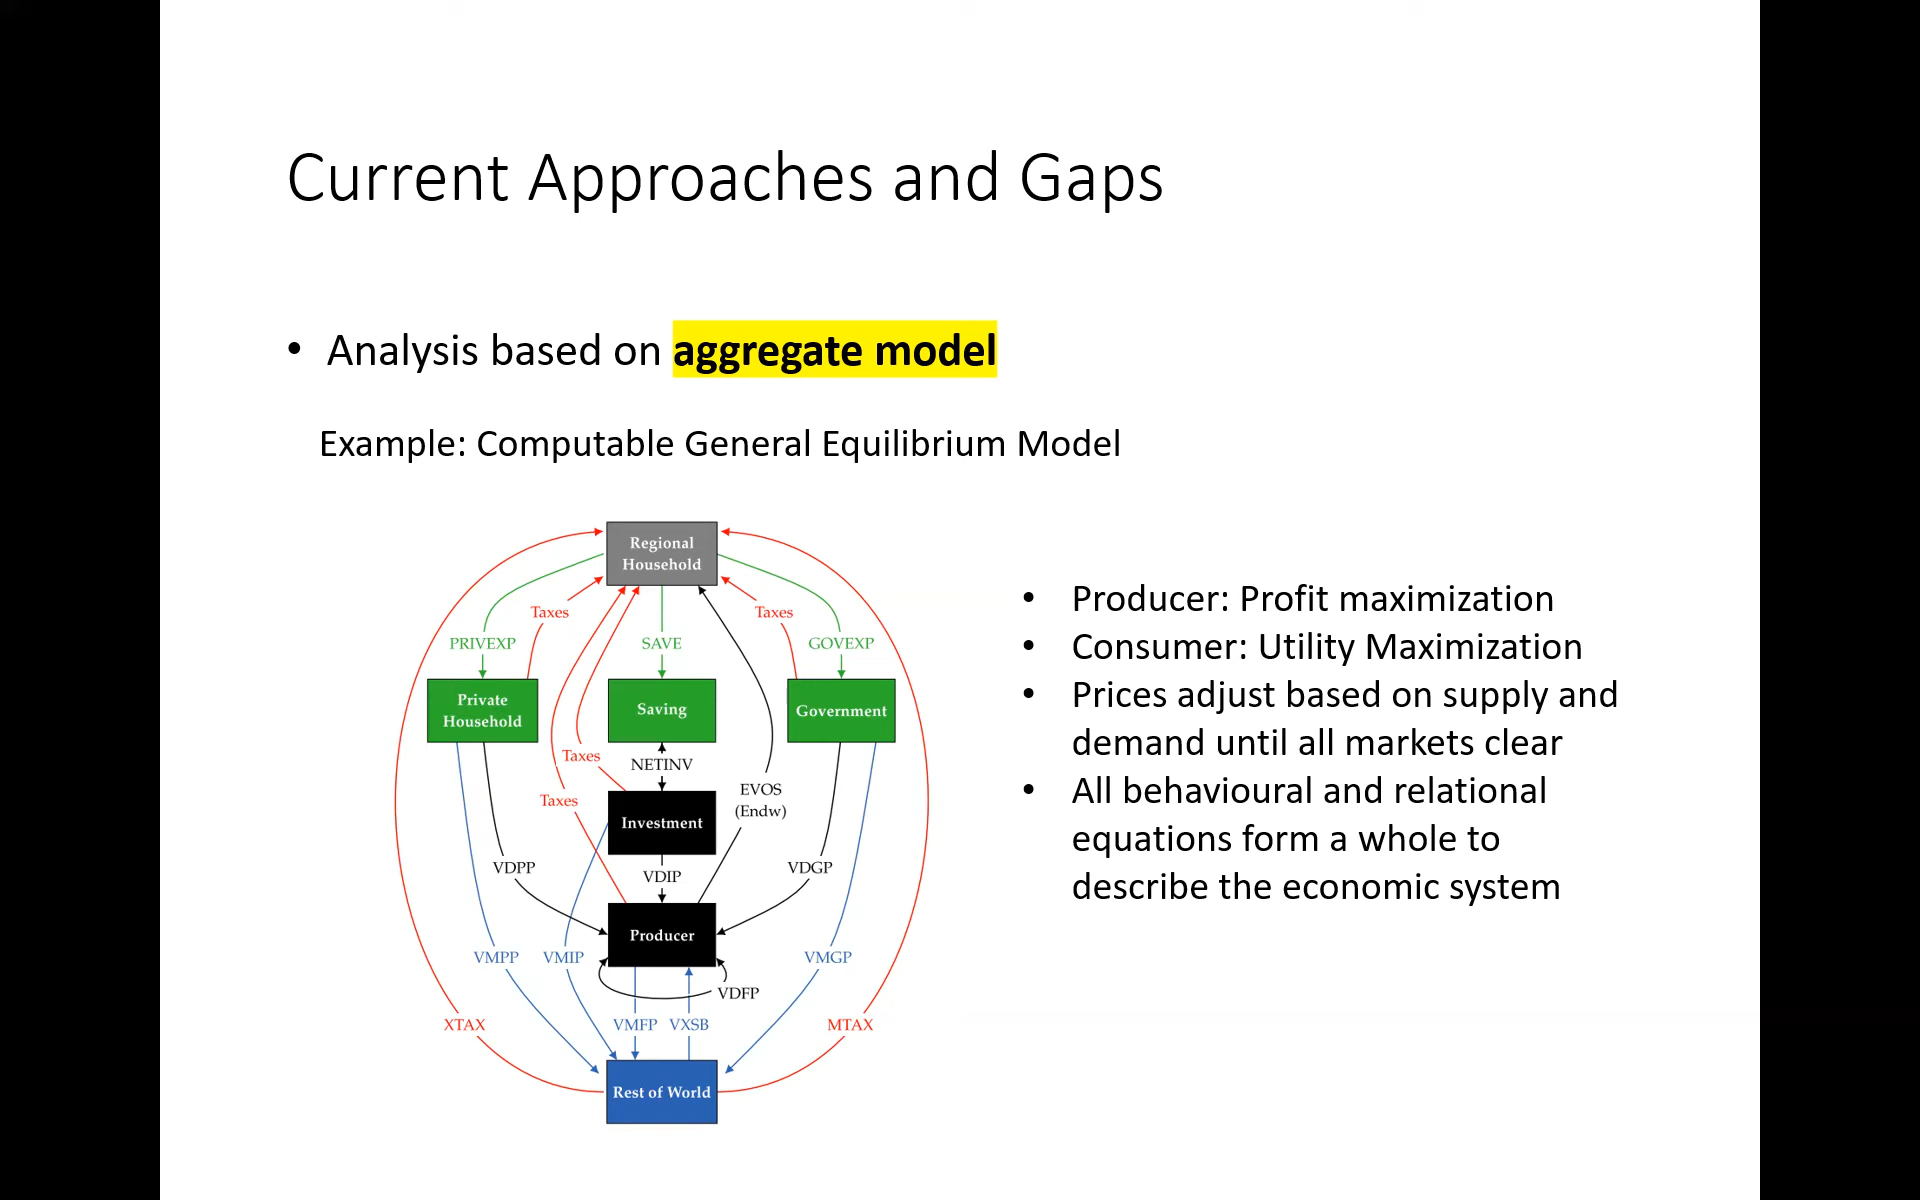 Current Approaches and Gaps
• Analysis based on aggregate model
Example: Computable General Equilibrium Model
Regional
Household
Taxes
Taxes
PRIVEXP
SAVE
GOVEXP
Private
Household
Saving
Government
Taxes
NETINV
Taxes
EVOS
(Endw)
Investment
VDPP
VDIP
VDGP
Producer
VMPP
VMIP
VMGP
VDFP
XTAX
VMFP
VXSB
MTAX
Rest of World
• Producer: Profit maximization
• Consumer: Utility Maximization
• Prices adjust based on supply and
demand until all markets clear
• All behavioural and relational
equations form a whole to
describe the economic system